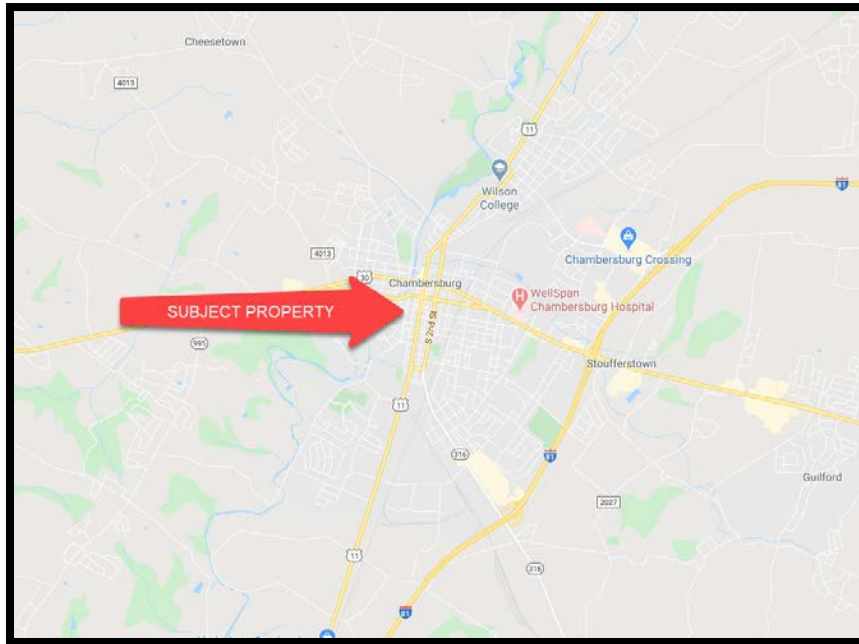 Cheesetown
4013
11
81
Wilson
College
4013
Chambersburg Crossing
30
Chambersburg
WellSpan
Chambersburg Hospital
SUBJECT PROPERTY
S 2nd St
995
Stoufferstown
11
316
81
Guilford
2027
11
316
81